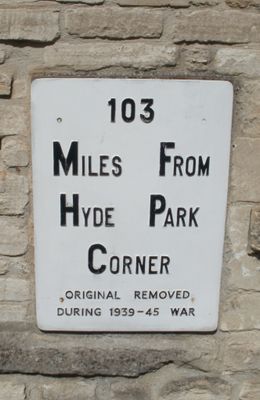 103
MILES FROM
HYDE PARK
CORNER
ORIGINAL REMOVED
DURING 1939-45 WAR